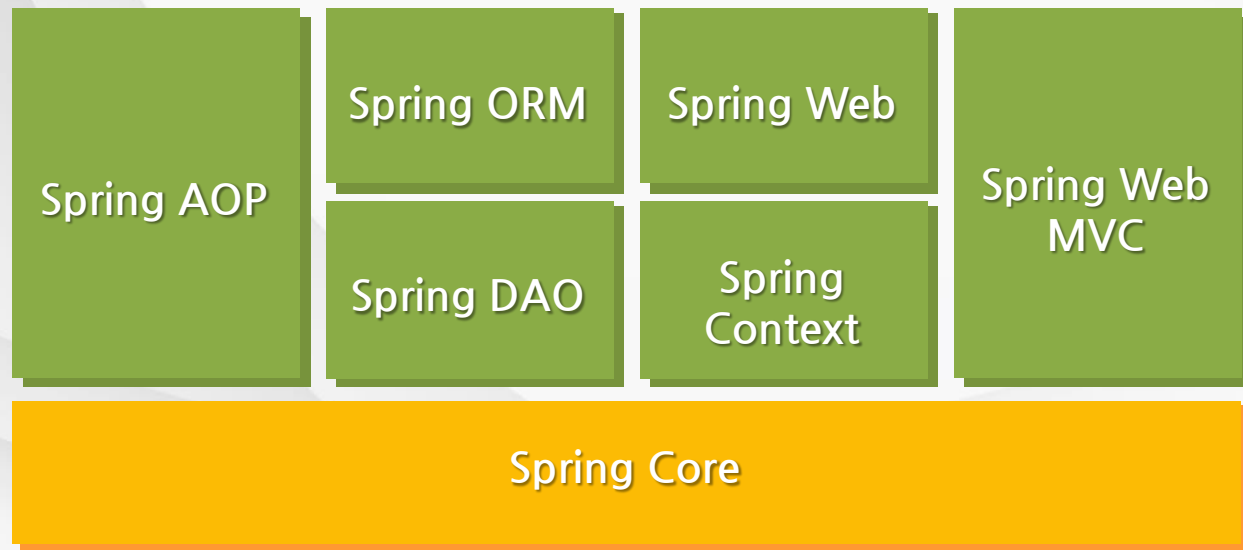 Spring AOP
Spring ORM
Spring Web
Spring Web
MVC
Spring DAO
Spring
Context
Spring Core